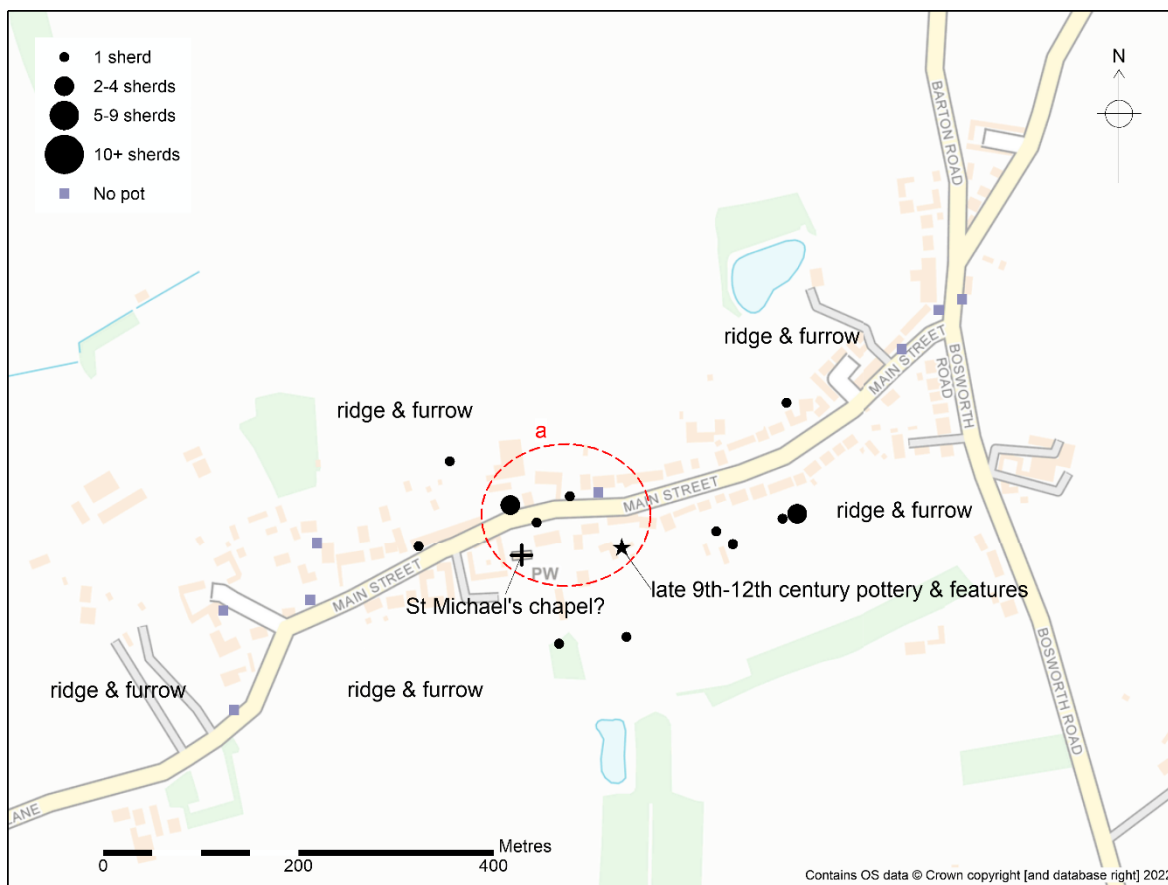 1 sherd
2-4 sherds
5-9 sherds
10+ sherds
No pot
N
BARTON ROAD
ridge & furrow
MAIN STREET
BOSWORTH
ROAD
ridge & furrow
a
MAIN STREET
ridge & furrow
MAIN STREET
PW
late 9th-12th century pottery & features
St Michael's chapel?
ridge & furrow
ridge & furrow
BOSWORTH ROAD
LANE
Metres
0
200
400
Contains OS data © Crown copyright [and database right] 2022